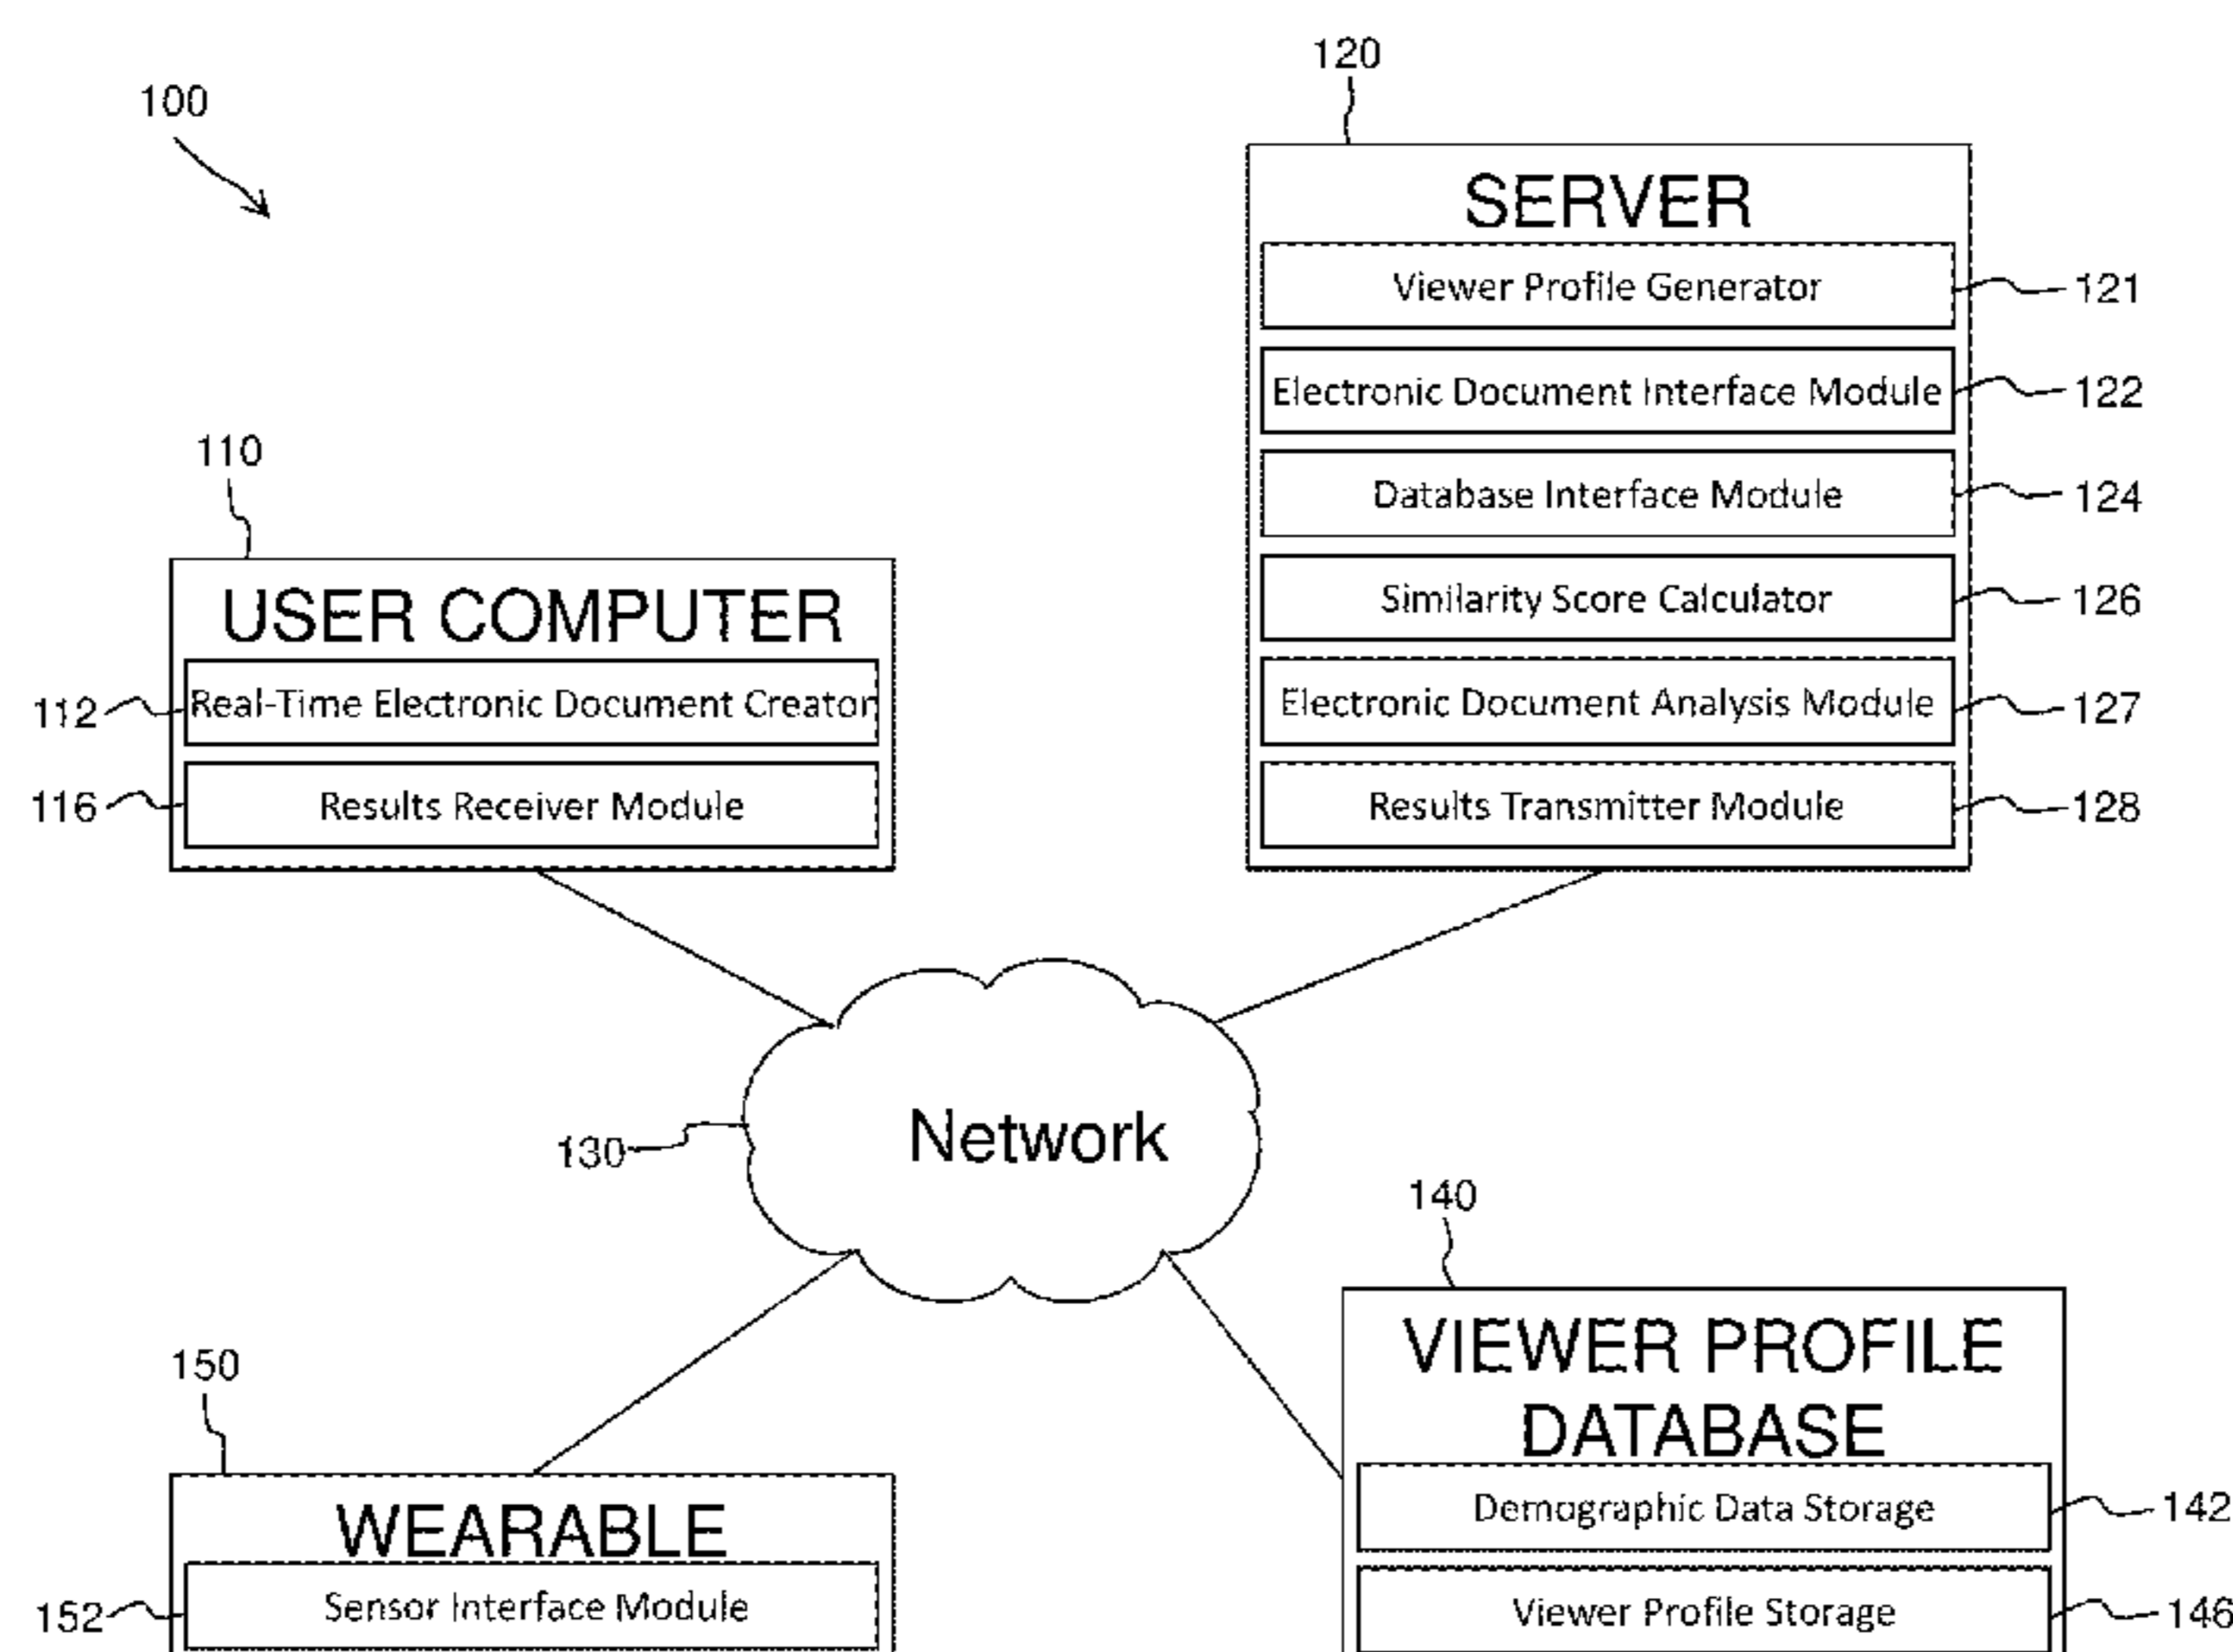 100
120
SERVER
Viewer Profile Generator
121
Electronic Document Interface Module
122
Database Interface Module
124
Similarity Score Calculator
126
Electronic Document Analysis Module
127
Results Transmitter Module
128
110
USER COMPUTER
112
Real-Time Electronic Document Creator
116
Results Receiver Module
130
Network
140
VIEWER PROFILE
DATABASE
Demographic Data Storage
142
Viewer Profile Storage
146
150
WEARABLE
152
Sensor Interface Module